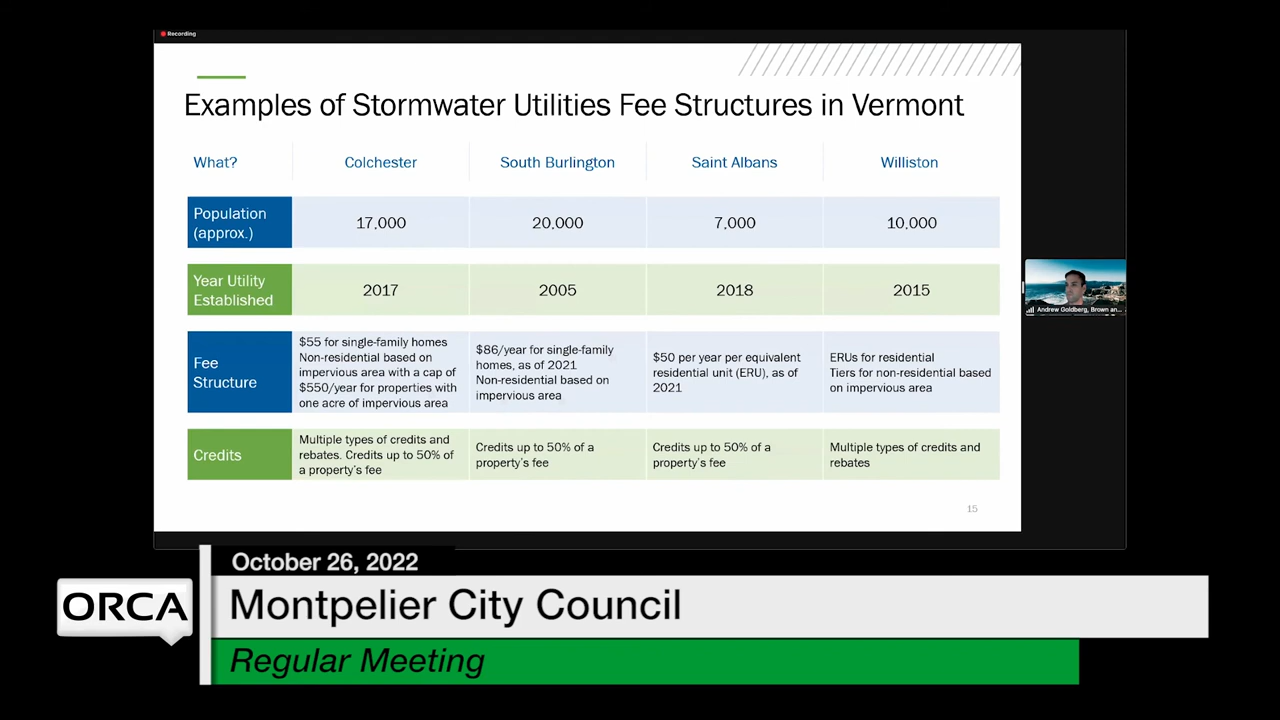 Recording
Examples of Stormwater Utilities Fee Structures in Vermont
What?
Colchester
South Burlington
Saint Albans
Williston
Population
(approx.)
17,000
20,000
7,000
10,000
Year Utility
Established
2017
2005
2018
2015
Fee
Structure
$55 for single-family homes
Non-residential based on
impervious area with a cap of
$550/year for properties with
one acre of impervious area
$86/year for single-family
homes, as of 2021
Non-residential based on
impervious area
$50 per year per equivalent
residential unit (ERU), as of
2021
ERUs for residential
Tiers for non-residential based
on impervious area
Credits
Multiple types of credits and
rebates. Credits up to 50% of
a property's fee
Credits up to 50% of a
property's fee
Credits up to 50% of a
property's fee
Multiple types of credits and
rebates
15
Andrew Goldberg, Brown an...
October 26, 2022
ORCA
Montpelier City Council
Regular Meeting